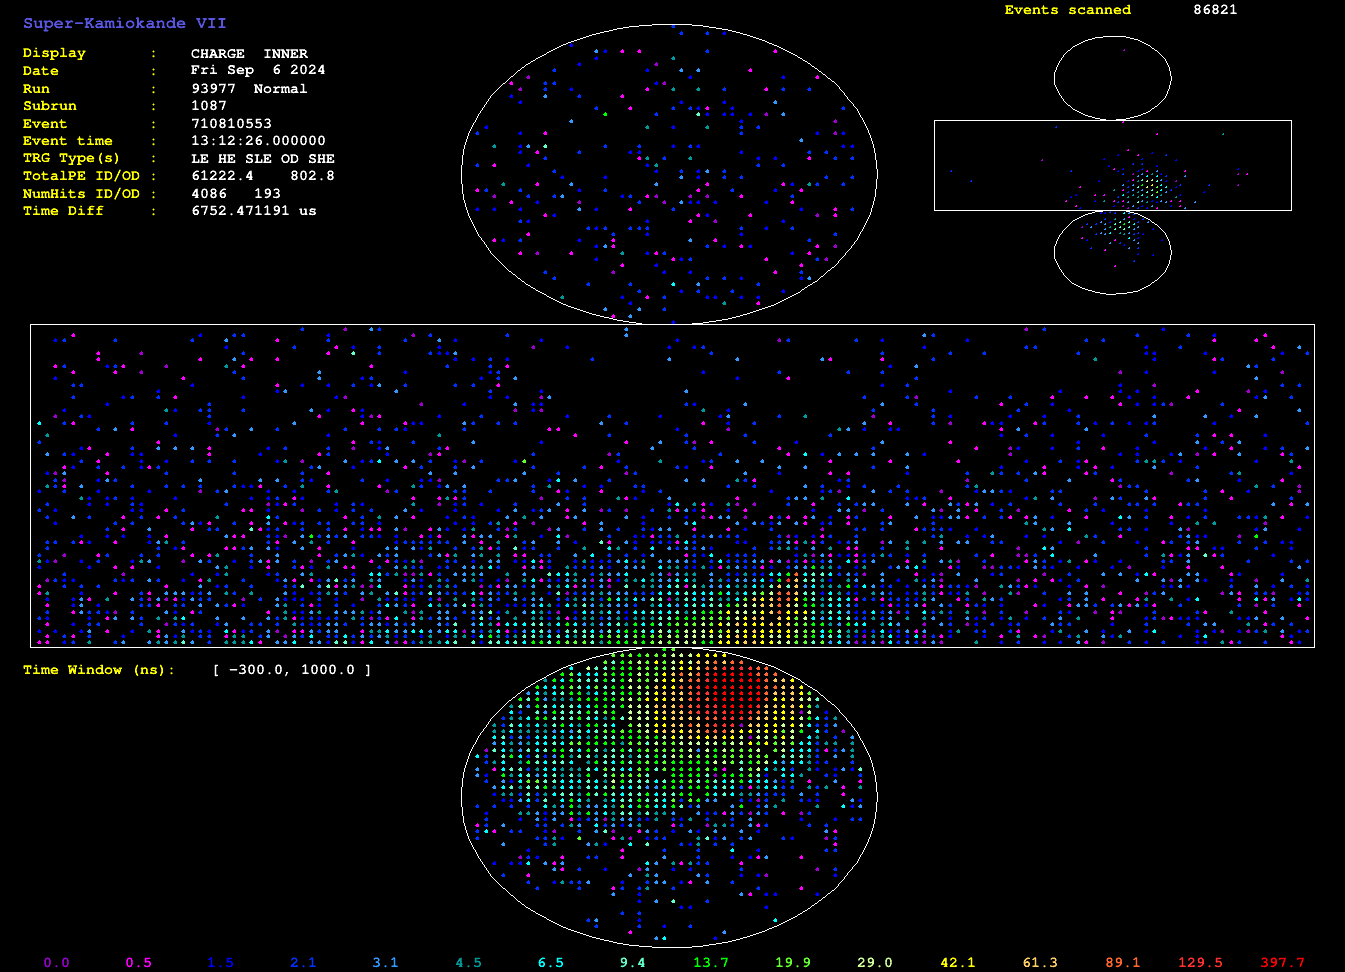 Super-Kamiokande VII
Events scanned 86821
Display : CHARGE INNER
Date : Fri Sep 6 2024
Run : 93977 Normal
Subrun : 1087
Event : 710810553
Event time : 13:12:26.000000
TRG Type(s) : LE HE SLE OD SHE
TotalPE ID/OD : 61222.4 802.8
NumHits ID/OD : 4086 193
Time Diff : 6752.471191 us
Time Window (ns): [ -300.0, 1000.0 ]
0.0 0.5 1.5 2.1 3.1 4.5 6.5 9.4 13.7 19.9 29.0 42.1 61.3 89.1 129.5 397.7